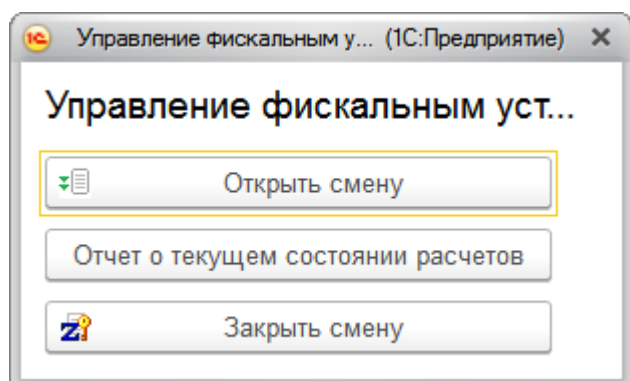 Управление фискальным у... (1С:Предприятие)
Управление фискальным уст...
Открыть смену
Отчет о текущем состоянии расчетов
Закрыть смену